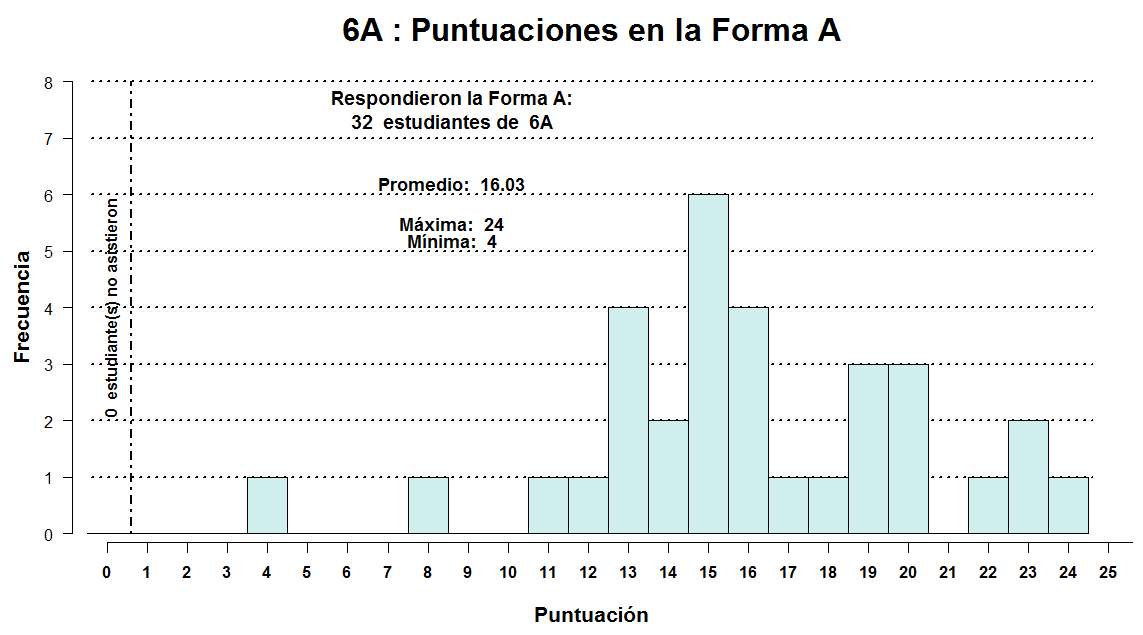 6A : Puntuaciones en la Forma A
Respondieron la Forma A:
32 estudiantes de 6A
Promedio: 16.03
Máxima: 24
Mínima: 4
0 estudiante(s) no asistieron
Frecuencia
8
7
6
5
4
3
2
1
0
0 1 2 3 4 5 6 7 8 9 10 11 12 13 14 15 16 17 18 19 20 21 22 23 24 25
Puntuación